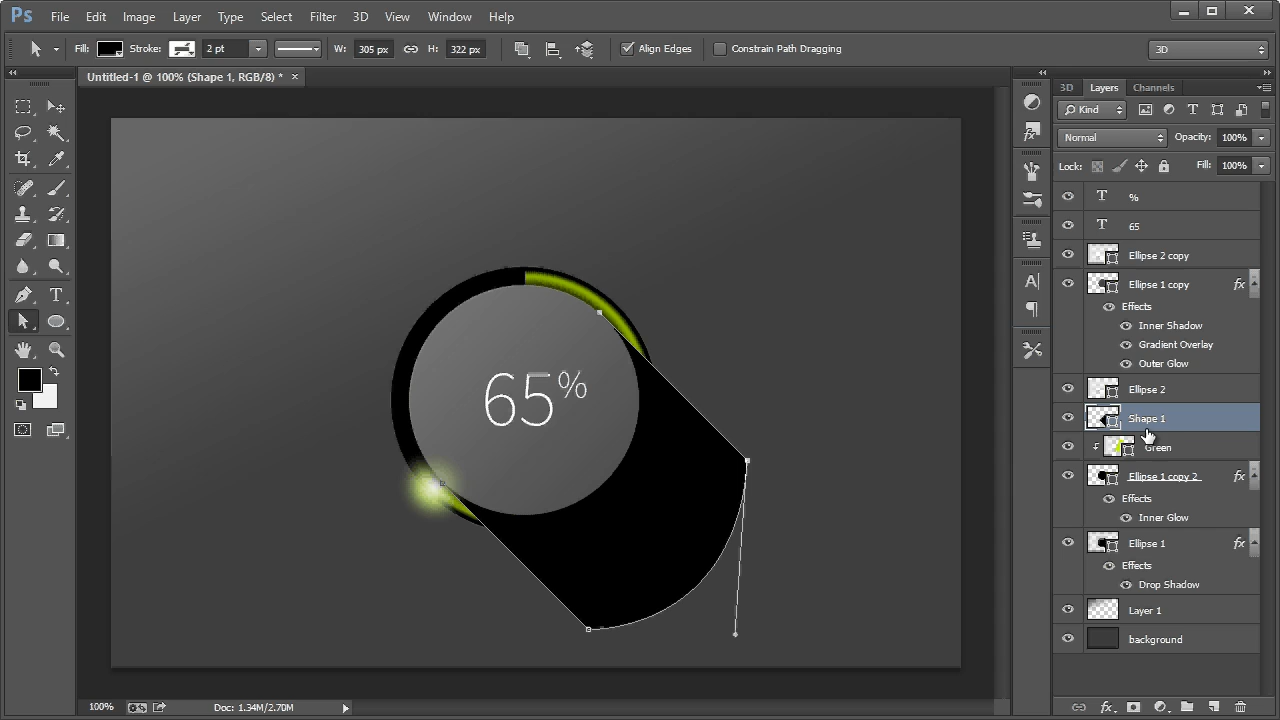 Ps File Edit Image Layer Type Select Filter 3D View Window Help
Fill: Stroke: 2 pt W: 305 px H: 322 px Align Edges Constrain Path Dragging 3D
Untitled-1 @ 100% (Shape 1, RGB/8) * ×
3D Layers Channels
Kind
Normal Opacity: 100%
Lock: Fill: 100%
%
65
Ellipse 2 copy
Ellipse 1 copy fx
Effects
Inner Shadow
Gradient Overlay
Outer Glow
Ellipse 2
Shape 1
Green
Ellipse 1 copy 2 fx
Effects
Inner Glow
Ellipse 1 fx
Effects
Drop Shadow
Layer 1
background
65%
100% Doc: 1.34M/2.70M